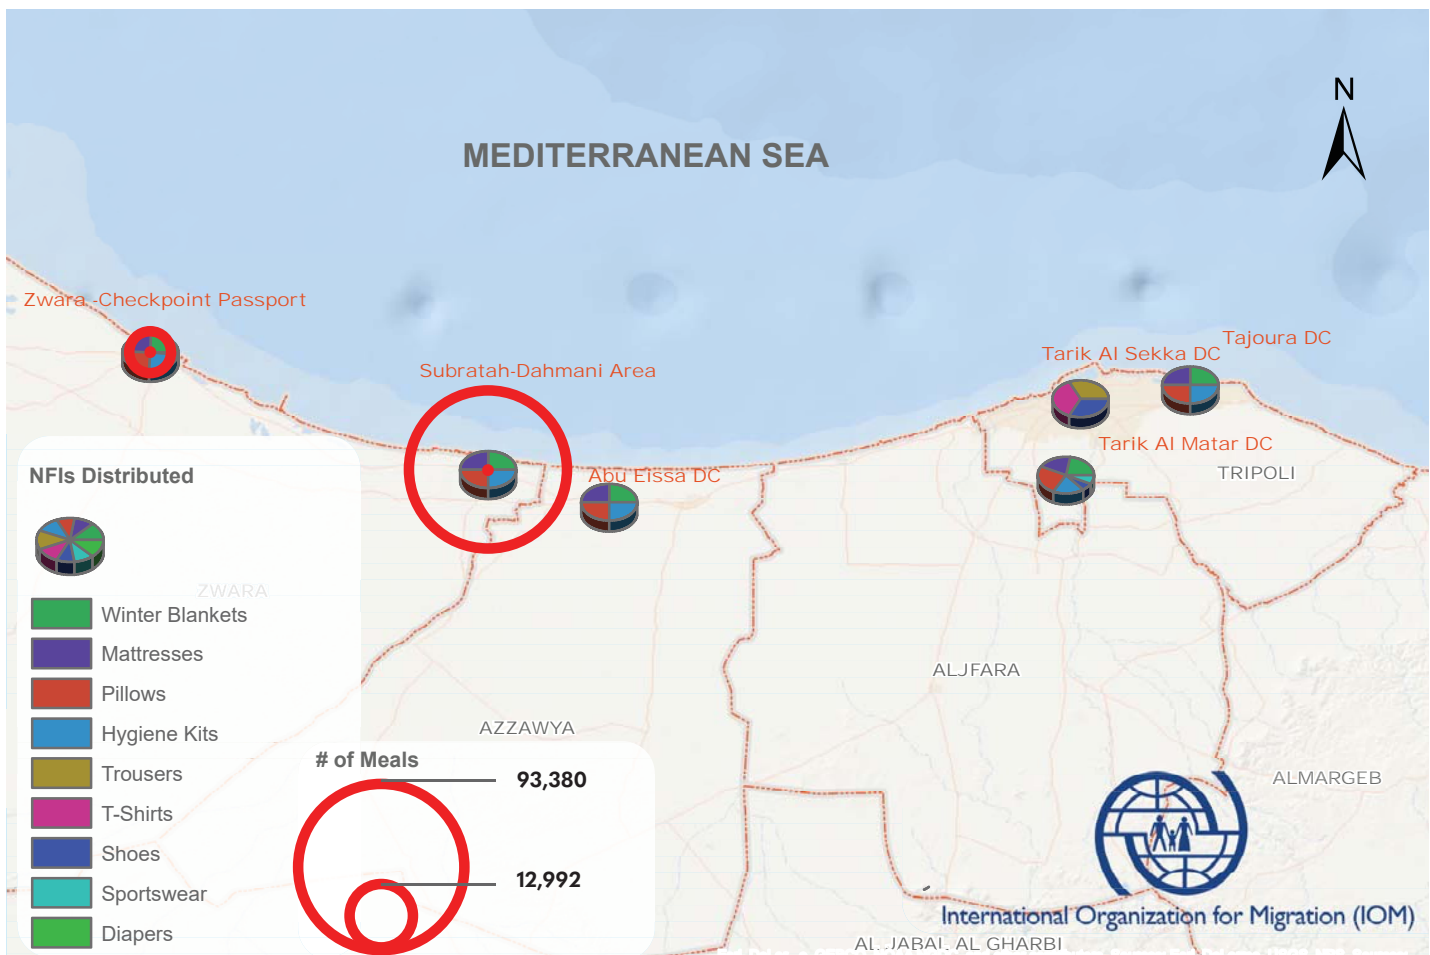 N
MEDITERRANEAN SEA
Zwara -Checkpoint Passport
Tajoura DC
Tarik Al Sekka DC
Subratah-Dahmani Area
Tarik Al Matar DC
TRIPOLI
Abu Eissa DC
NFIs Distributed
ZWARA
Winter Blankets
Mattresses
Pillows
Hygiene Kits
Trousers
T-Shirts
Shoes
Sportswear
Diapers
ALJFARA
AZZAWYA
# of Meals
93,380
12,992
ALMARGEB
International Organization for Migration (IOM)
AL JABAL AL GHARBI